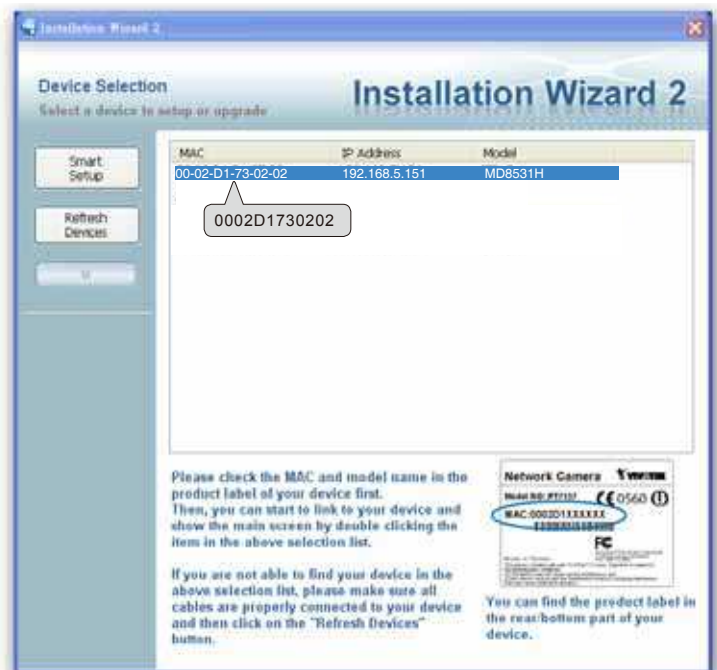 Installation Wizard 2
Device Selection
Select a device to setup or upgrade
Installation Wizard 2
Smart
Setup
Refresh
Devices
MAC IP Address Model
00-02-D1-73-02-02 192.168.5.151 MD8531H
0002D1730202
Please check the MAC and model name in the
product label of your device first.
Then, you can start to link to your device and
show the main screen by double clicking the
item in the above selection list.
If you are not able to find your device in the
above selection list, please make sure all
cables are properly connected to your device
and then click on the "Refresh Devices"
button.
Network Camera VIVOTEK
Model NO: 0560
MAC:0002D1XXXXXX
FC
You can find the product label in
the rear/bottom part of your
device.